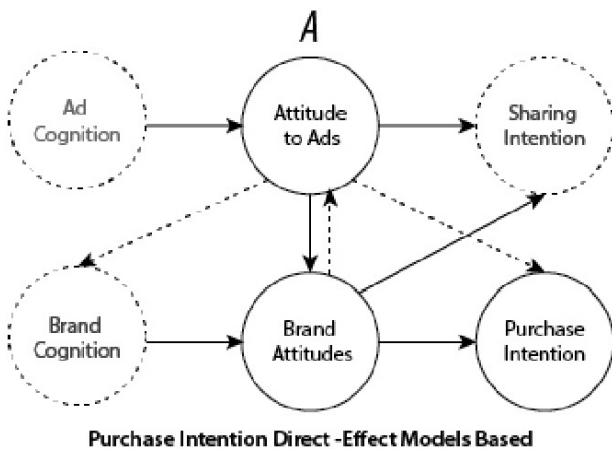 A
Ad
Cognition
Attitude
to Ads
Sharing
Intention
Brand
Cognition
Brand
Attitudes
Purchase
Intention
Purchase Intention Direct -Effect Models Based